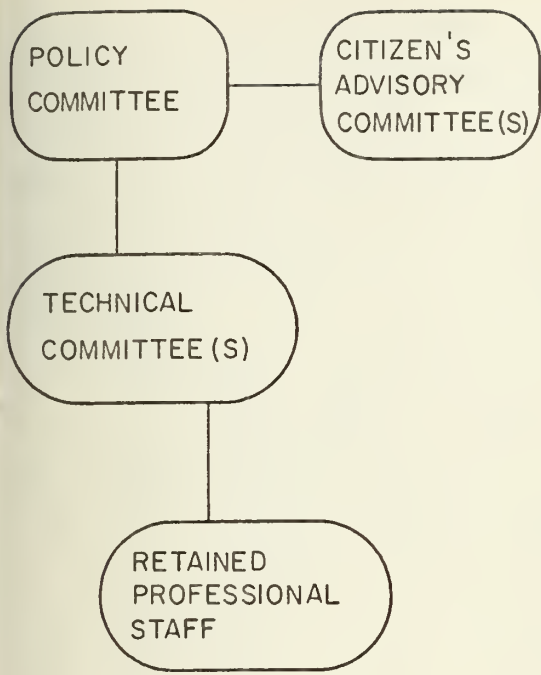 POLICY
COMMITTEE
CITIZEN'S
ADVISORY
COMMITTEE(S)
TECHNICAL
COMMITTEE(S)
RETAINED
PROFESSIONAL
STAFF